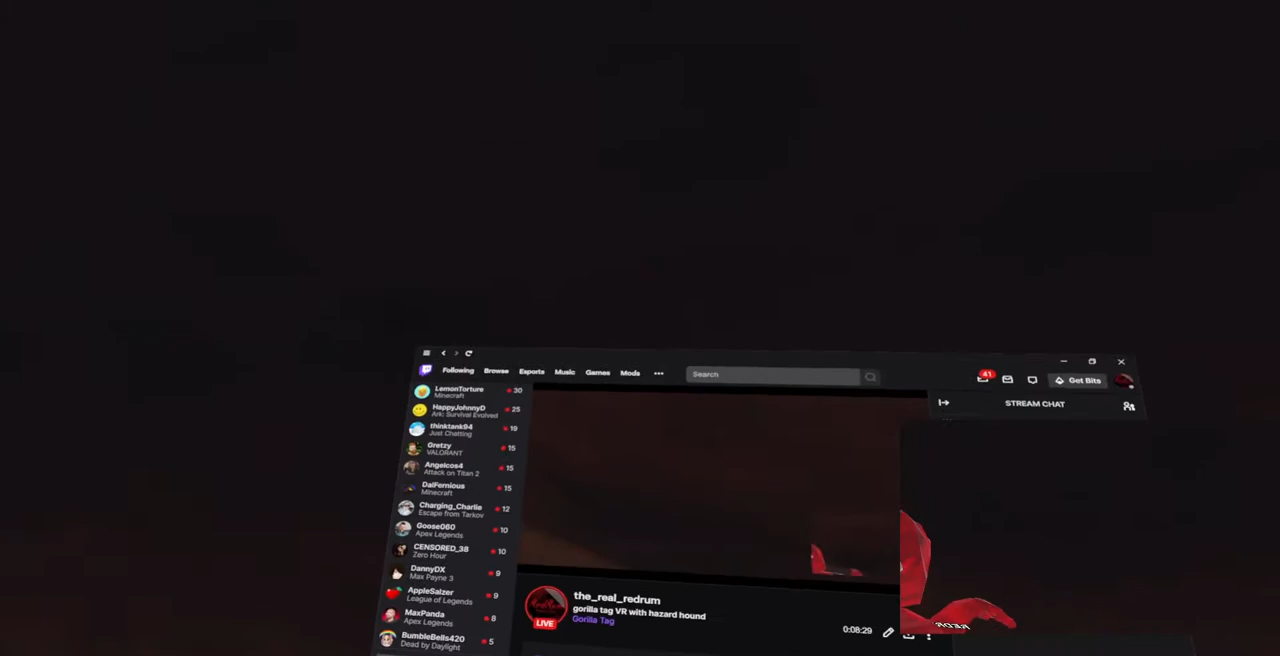 Following Browse Esports Music Games Mods ••• Search 41 Get Bits
STREAM CHAT
LemonTorture 30
Minecraft
HappyJohnnyD 25
Ark: Survival Evolved
thinktank94 19
Just Chatting
Gretzy 15
VALORANT
Angelcos4 15
Attack on Titan 2
DalFernious 15
Minecraft
Charging_Charlie 12
Escape from Tarkov
Goose060 10
Apex Legends
CENSORED_38 10
Zero Hour
DannyDX 9
Max Payne 3
AppleSalzer 9
League of Legends
MaxPanda 8
Apex Legends
BumbleBells420 5
Dead by Daylight
the_real_redrum
gorilla tag VR with hazard hound
Gorilla Tag
LIVE
0:08:29